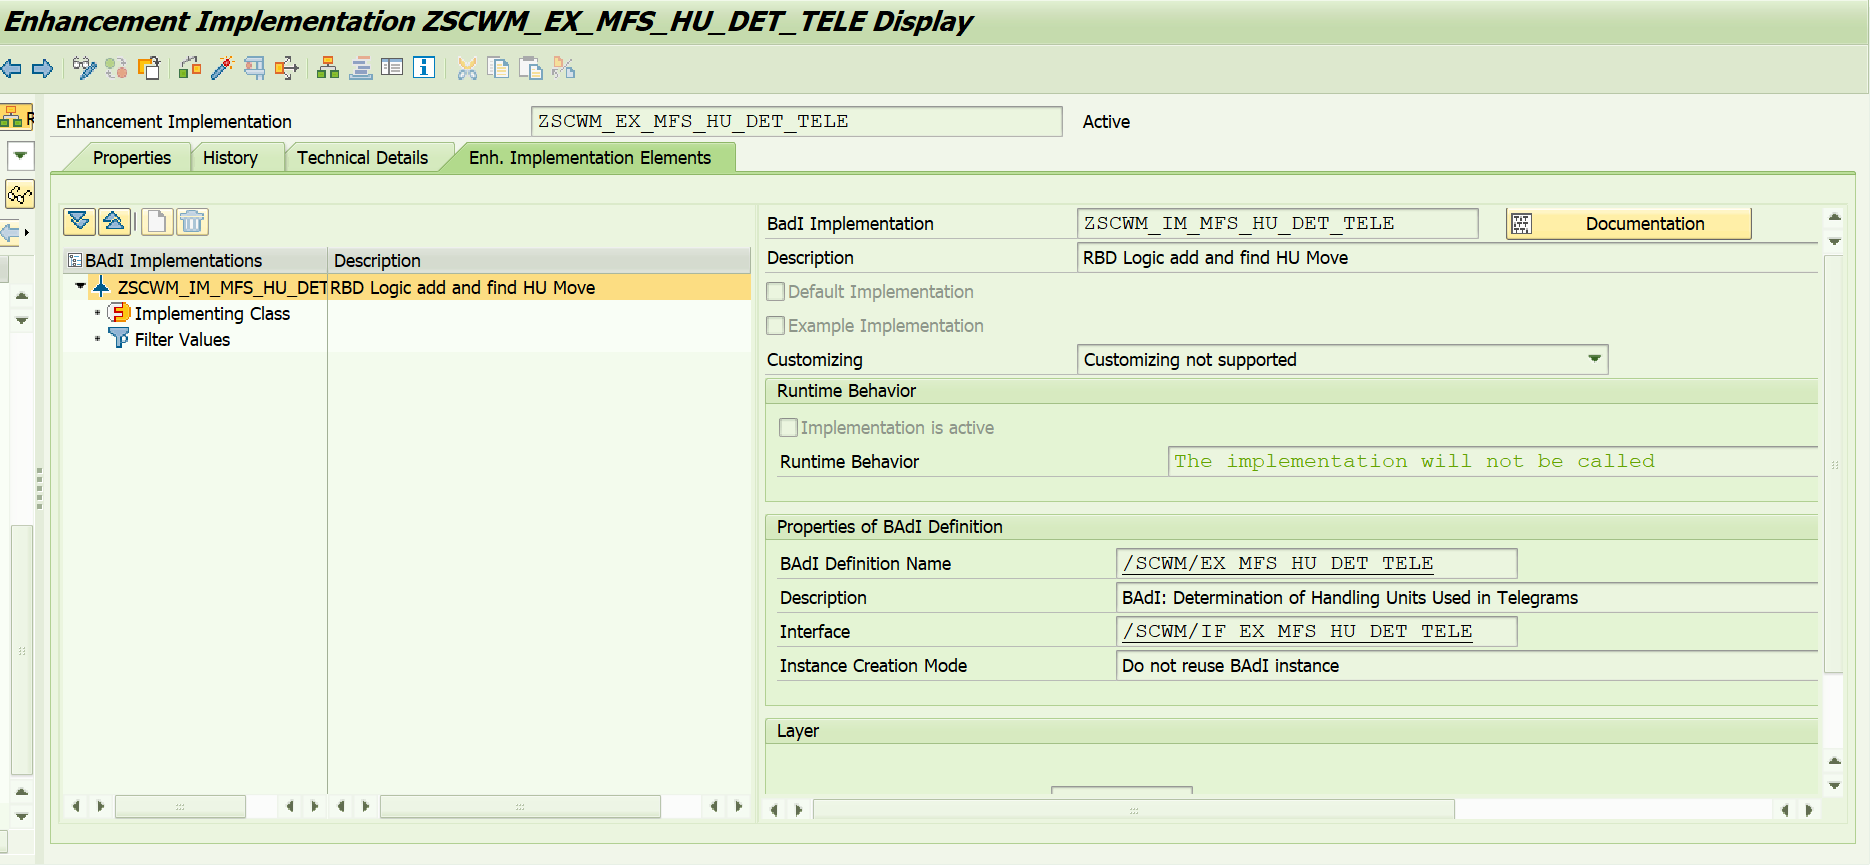 Enhancement Implementation ZSCWM_EX_MFS_HU_DET_TELE Display
Enhancement Implementation ZSCWM_EX_MFS_HU_DET_TELE Active
Properties History Technical Details Enh. Implementation Elements
BAdI Implementations Description
ZSCWM_IM_MFS_HU_DET RBD Logic add and find HU Move
Implementing Class
Filter Values
BadI Implementation ZSCWM_IM_MFS_HU_DET_TELE Documentation
Description RBD Logic add and find HU Move
Default Implementation
Example Implementation
Customizing Customizing not supported
Runtime Behavior
Implementation is active
Runtime Behavior The implementation will not be called
Properties of BAdI Definition
BAdI Definition Name /SCWM/EX_MFS_HU_DET_TELE
Description BAdI: Determination of Handling Units Used in Telegrams
Interface /SCWM/IF_EX_MFS_HU_DET_TELE
Instance Creation Mode Do not reuse BAdI instance
Layer